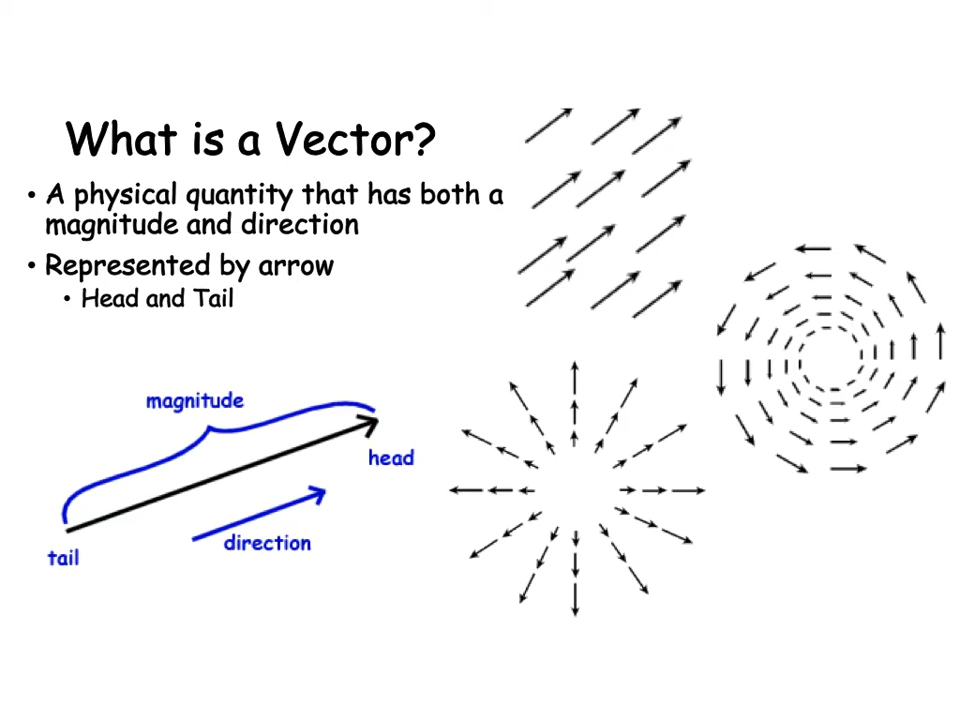 What is a Vector?
• A physical quantity that has both a
magnitude and direction
• Represented by arrow
• Head and Tail
magnitude
head
direction
tail